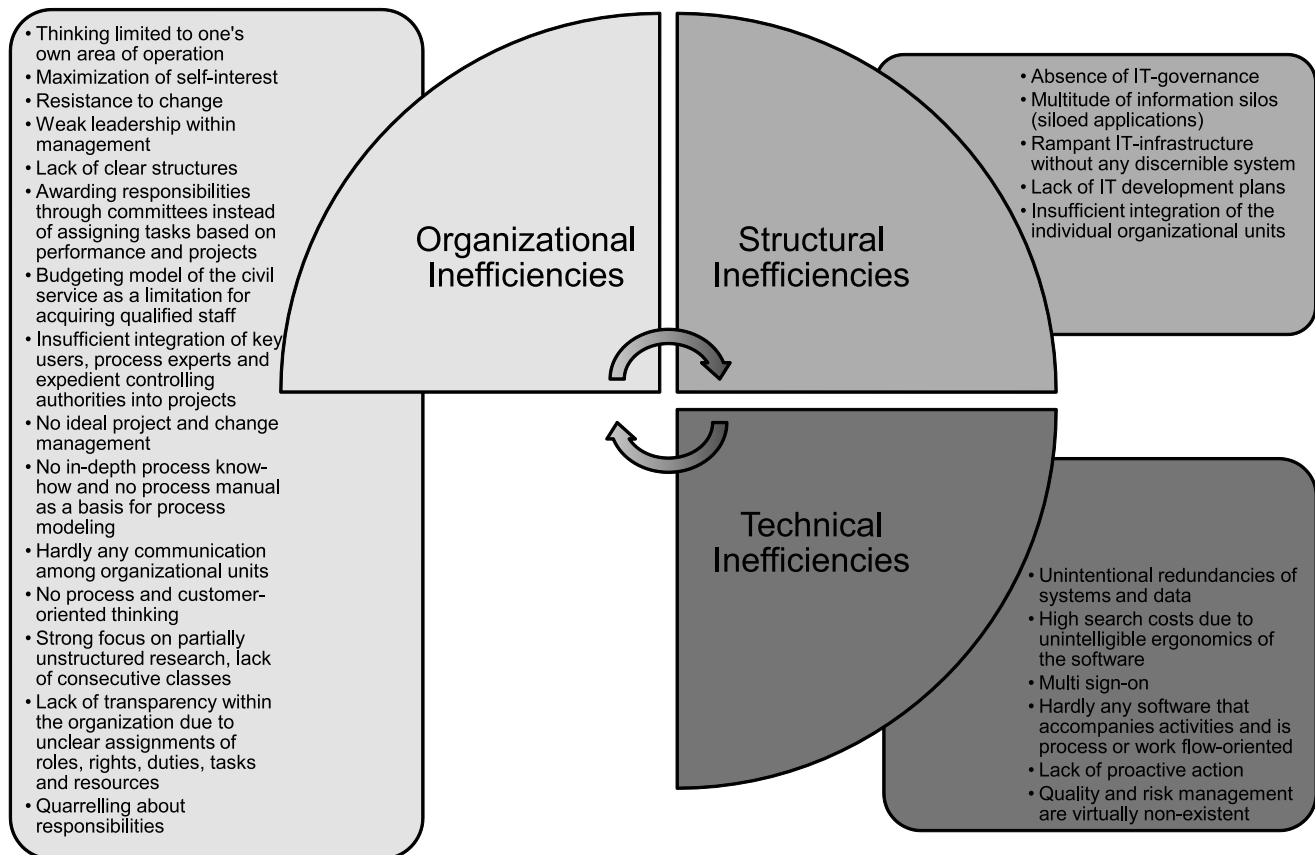 • Thinking limited to one's
own area of operation
• Maximization of self-interest
• Resistance to change
• Weak leadership within
management
• Lack of clear structures
• Awarding responsibilities
through committees instead
of assigning tasks based on
performance and projects
• Budgeting model of the civil
service as a limitation for
acquiring qualified staff
• Insufficient integration of key
users, process experts and
expedient controlling
authorities into projects
• No ideal project and change
management
• No in-depth process know-
how and no process manual
as a basis for process
modeling
• Hardly any communication
among organizational units
• No process and customer-
oriented thinking
• Strong focus on partially
unstructured research, lack
of consecutive classes
• Lack of transparency within
the organization due to
unclear assignments of
roles, rights, duties, tasks
and resources
• Quarrelling about
responsibilities
Organizational
Inefficiencies
Structural
Inefficiencies
• Absence of IT-governance
• Multitude of information silos
(siloed applications)
• Rampant IT-infrastructure
without any discernible system
• Lack of IT development plans
• Insufficient integration of the
individual organizational units
Technical
Inefficiencies
• Unintentional redundancies of
systems and data
• High search costs due to
unintelligible ergonomics of
the software
• Multi sign-on
• Hardly any software that
accompanies activities and is
process or work flow-oriented
• Lack of proactive action
• Quality and risk management
are virtually non-existent